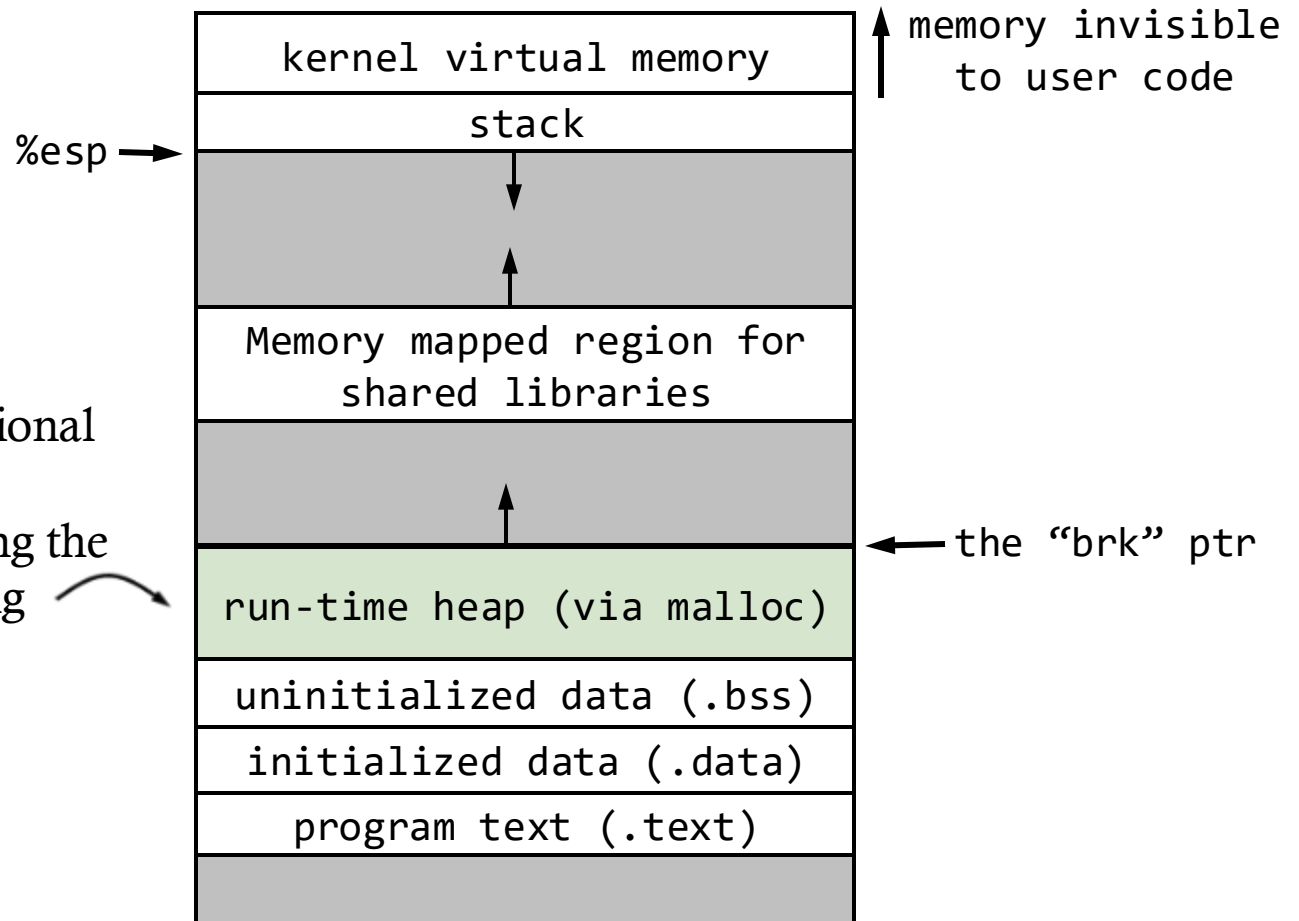 memory invisible
to user code
kernel virtual memory
stack
%esp
Memory mapped region for
shared libraries
the “brk” ptr
run-time heap (via malloc)
uninitialized data (.bss)
initialized data (.data)
program text (.text)
the